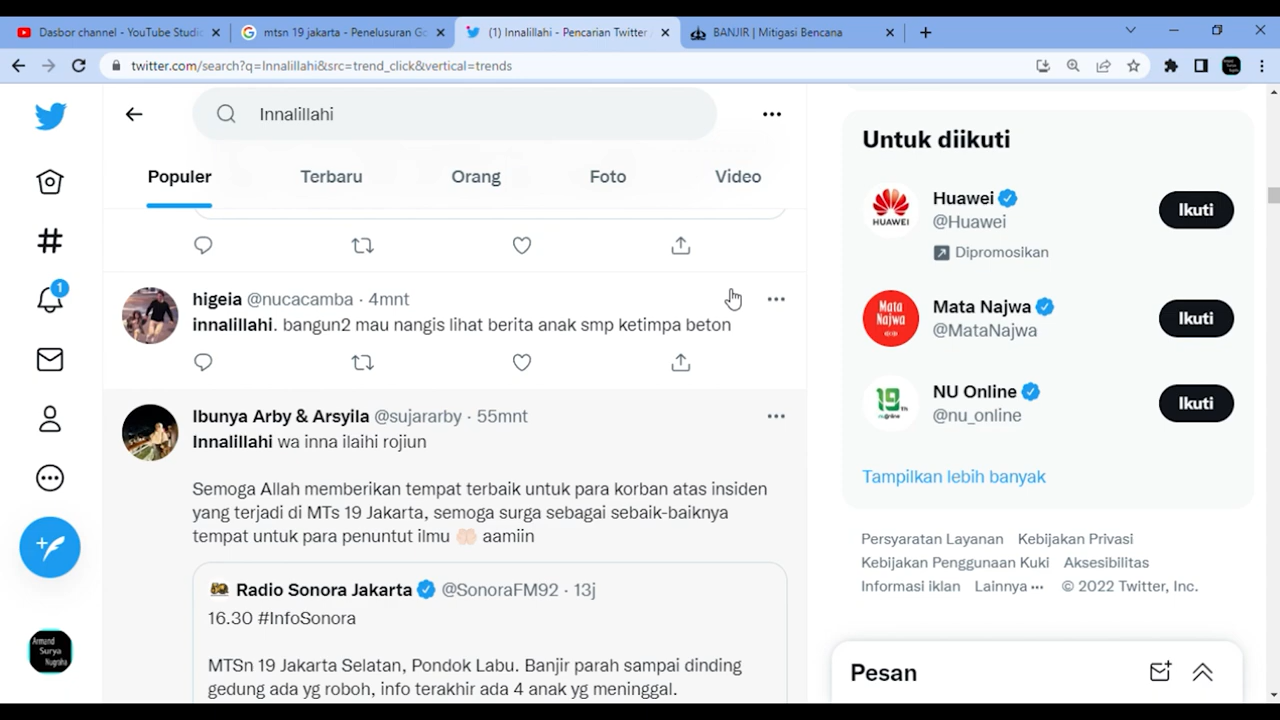 Dasbor channel - YouTube Studio
mtsn 19 jakarta - Penelusuran Go
(1) Innalillahi - Pencarian Twitter
BANJIR | Mitigasi Bencana
twitter.com/search?q=Innalillahi&src=trend_click&vertical=trends
Innalillahi
Populer
Terbaru
Orang
Foto
Video
higeia @nucacamba · 4mnt
innalillahi. bangun2 mau nangis lihat berita anak smp ketimpa beton
Ibunya Arby & Arsyila @sujararby · 55mnt
Innalillahi wa inna ilaihi rojiun
Semoga Allah memberikan tempat terbaik untuk para korban atas insiden
yang terjadi di MTs 19 Jakarta, semoga surga sebagai sebaik-baiknya
tempat untuk para penuntut ilmu 🤲🏻 aamiin
Radio Sonora Jakarta @SonoraFM92 · 13j
16.30 #InfoSonora
MTSn 19 Jakarta Selatan, Pondok Labu. Banjir parah sampai dinding
gedung ada yg roboh, info terakhir ada 4 anak yg meninggal.
1
Armand
Surya
Nugraha
Untuk diikuti
HUAWEI
Huawei
@Huawei
Dipromosikan
Ikuti
Mata
Najwa
Mata Najwa
@MataNajwa
Ikuti
19th
NU Online
@nu_online
Ikuti
Tampilkan lebih banyak
Persyaratan Layanan Kebijakan Privasi
Kebijakan Penggunaan Kuki Aksesibilitas
Informasi iklan Lainnya ··· © 2022 Twitter, Inc.
Pesan